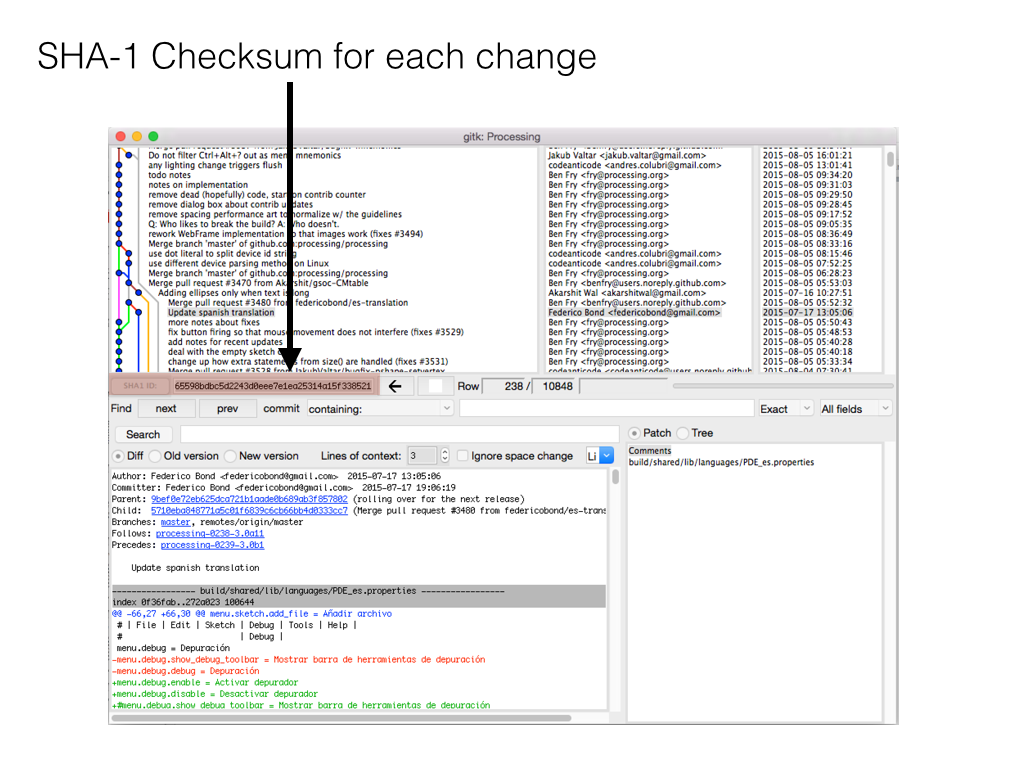 SHA-1 Checksum for each change
gitk: Processing
Do not filter Ctrl+Alt+? out as menu mnemonics Jakub Valtar <jakub.valtar@gmail.com> 2015-08-05 16:01:21
any lighting change triggers flush codeanticode <andres.colubri@gmail.com> 2015-08-05 13:01:41
todo notes Ben Fry <fry@processing.org> 2015-08-05 09:34:20
notes on implementation Ben Fry <fry@processing.org> 2015-08-05 09:31:03
remove dead (hopefully) code, start on contrib counter Ben Fry <fry@processing.org> 2015-08-05 09:29:50
remove dialog box about contrib updates Ben Fry <fry@processing.org> 2015-08-05 09:28:45
remove spacing performance art to normalize w/ the guidelines Ben Fry <fry@processing.org> 2015-08-05 09:17:52
Q: Who likes to break the build? A: Who doesn't. Ben Fry <fry@processing.org> 2015-08-05 09:05:35
rework WebFrame implementation so that images work (fixes #3494) Ben Fry <fry@processing.org> 2015-08-05 08:36:49
Merge branch 'master' of github.com:processing/processing Ben Fry <fry@processing.org> 2015-08-05 08:33:16
use dot literal to split device id string codeanticode <andres.colubri@gmail.com> 2015-08-05 08:15:46
use different device parsing method on Linux codeanticode <andres.colubri@gmail.com> 2015-08-05 07:52:25
Merge branch 'master' of github.com:processing/processing Ben Fry <fry@processing.org> 2015-08-05 06:28:23
Merge pull request #3470 from Akarshit/gsoc-CMtable Ben Fry <benfry@users.noreply.github.com> 2015-08-05 05:53:03
Adding ellipses only when text is long Akarshit Wal <akarshitwal@gmail.com> 2015-07-16 10:27:51
Merge pull request #3480 from federicobond/es-translation Ben Fry <benfry@users.noreply.github.com> 2015-08-05 05:52:32
Update spanish translation Federico Bond <federicobond@gmail.com> 2015-07-17 13:05:06
more notes about fixes Ben Fry <fry@processing.org> 2015-08-05 05:50:43
fix button firing so that mouse movement does not interfere (fixes #3529) Ben Fry <fry@processing.org> 2015-08-05 05:48:53
add notes for recent updates Ben Fry <fry@processing.org> 2015-08-05 05:40:28
deal with the empty sketch Ben Fry <fry@processing.org> 2015-08-05 05:40:18
change up how extra statements from size() are handled (fixes #3531) Ben Fry <fry@processing.org> 2015-08-05 05:33:34
Merge pull request #3528 from JakubValtar/bugfix-pshape-setvertex codeanticode <codeanticode@users.noreply.github 2015-08-04 07:30:41
SHA1 ID: 65598bdbc5d2243d0eee7e1ea25314a15f338521 Row 238 / 10848
Find next prev commit containing: Exact All fields
Search Patch Tree
Diff Old version New version Lines of context: 3 Ignore space change Li
Comments
build/shared/lib/languages/PDE_es.properties
Author: Federico Bond <federicobond@gmail.com> 2015-07-17 13:05:06
Committer: Federico Bond <federicobond@gmail.com> 2015-07-17 19:06:19
Parent: 9bef0e72eb625dca721b1aade0b689ab3f857802 (rolling over for the next release)
Child: 5710eba848771a5c01f6839c6cb66bb4d0333cc7 (Merge pull request #3480 from federicobond/es-trans
Branches: master, remotes/origin/master
Follows: processing-0238-3.0a11
Precedes: processing-0239-3.0b1
Update spanish translation
----------------- build/shared/lib/languages/PDE_es.properties -----------------
index 0f36fab..272a023 100644
@@ -66,27 +66,30 @@ menu.sketch.add_file = Añadir archivo
# | File | Edit | Sketch | Debug | Tools | Help |
# | Debug |
menu.debug = Depuración
-menu.debug.show_debug_toolbar = Mostrar barra de herramientas de depuración
-menu.debug.debug = Depuración
+menu.debug.enable = Activar depurador
+menu.debug.disable = Desactivar depurador
+#menu.debug.show_debug_toolbar = Mostrar barra de herramientas de depuración